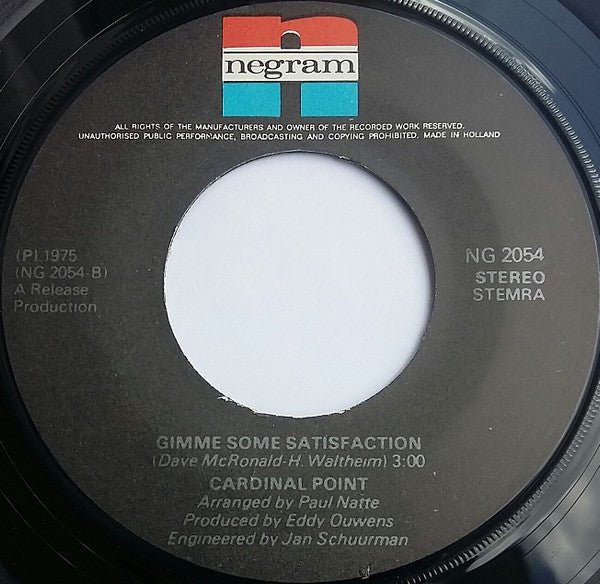 negram
ALL RIGHTS OF THE MANUFACTURERS AND OWNER OF THE RECORDED WORK RESERVED.
UNAUTHORISED PUBLIC PERFORMANCE, BROADCASTING AND COPYING PROHIBITED. MADE IN HOLLAND
(P) 1975
(NG 2054-B)
A Release
Production
NG 2054
STEREO
STEMRA
GIMME SOME SATISFACTION
(Dave McRonald-H. Waltheim) 3:00
CARDINAL POINT
Arranged by Paul Natte
Produced by Eddy Ouwens
Engineered by Jan Schuurman